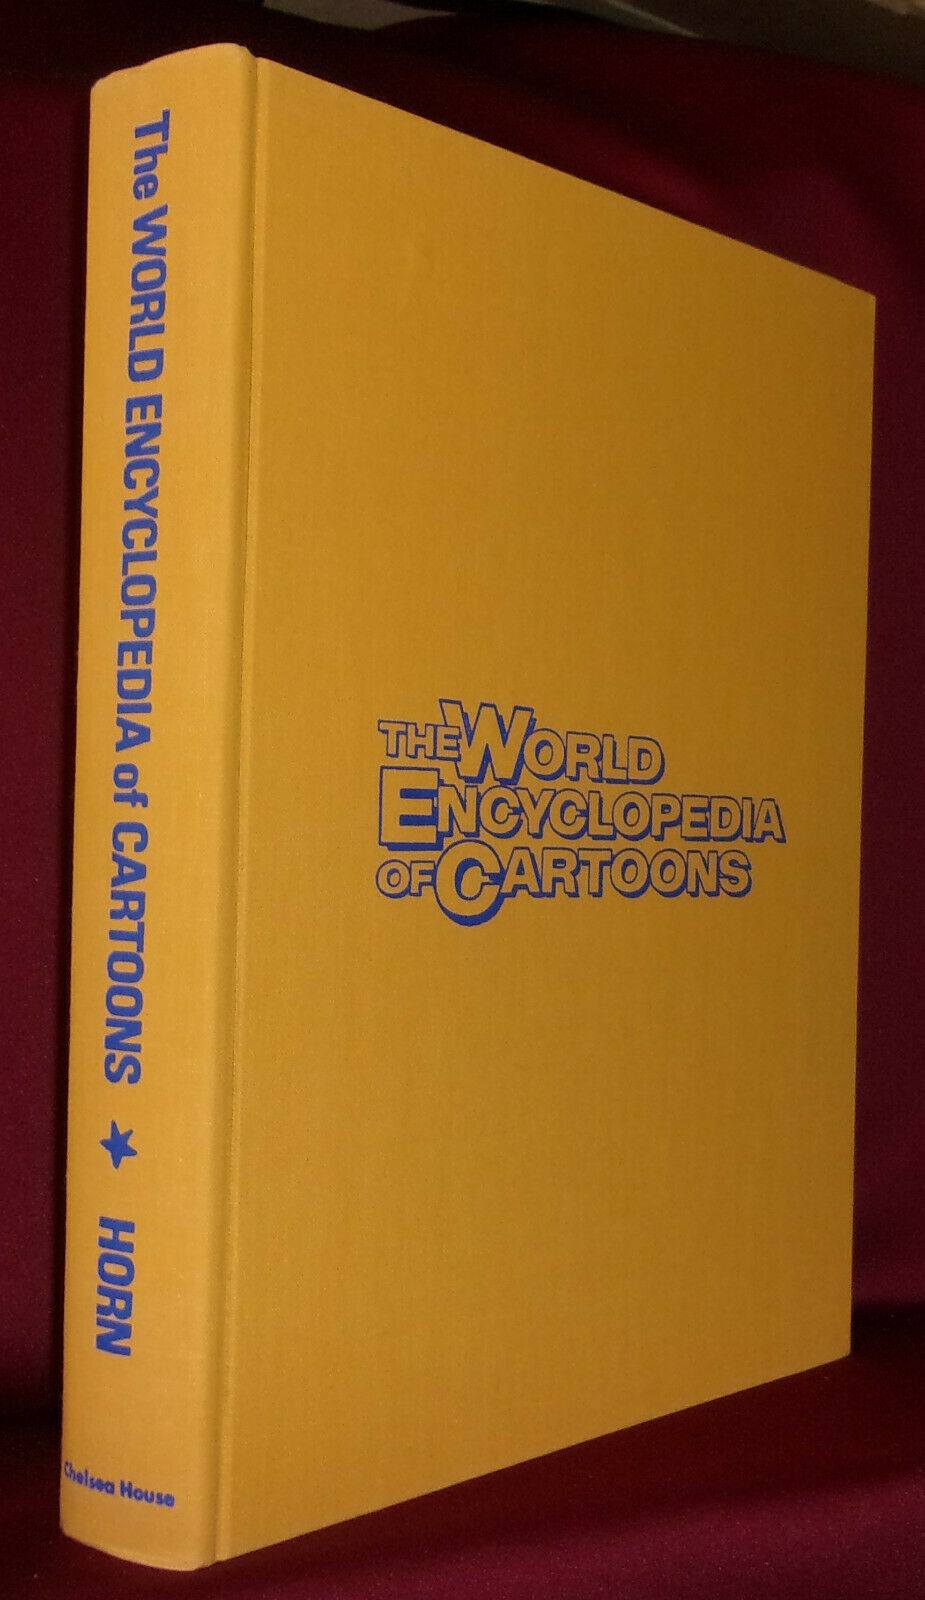 The WORLD ENCYCLOPEDIA of CARTOONS ★ HORN
Chelsea House
THE WORLD
ENCYCLOPEDIA
OF CARTOONS